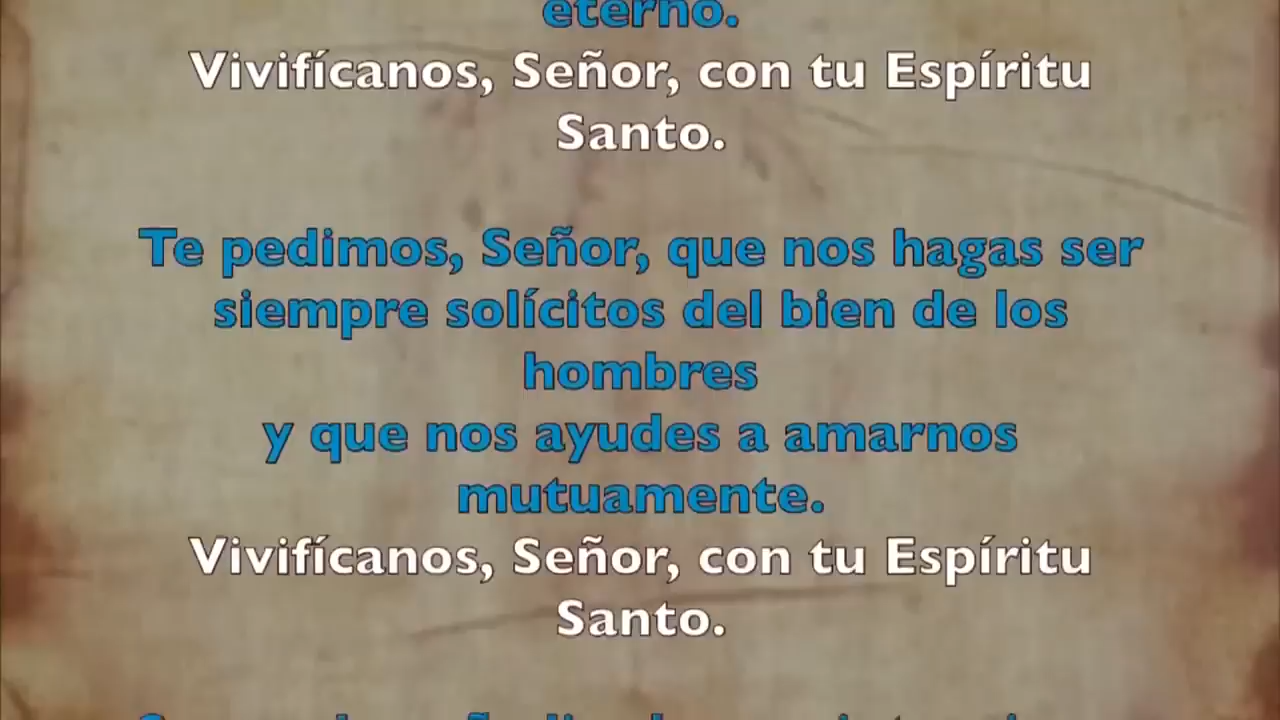 eterno.
Vivifícanos, Señor, con tu Espíritu
Santo.
Te pedimos, Señor, que nos hagas ser
siempre solícitos del bien de los
hombres
y que nos ayudes a amarnos
mutuamente.
Vivifícanos, Señor, con tu Espíritu
Santo.